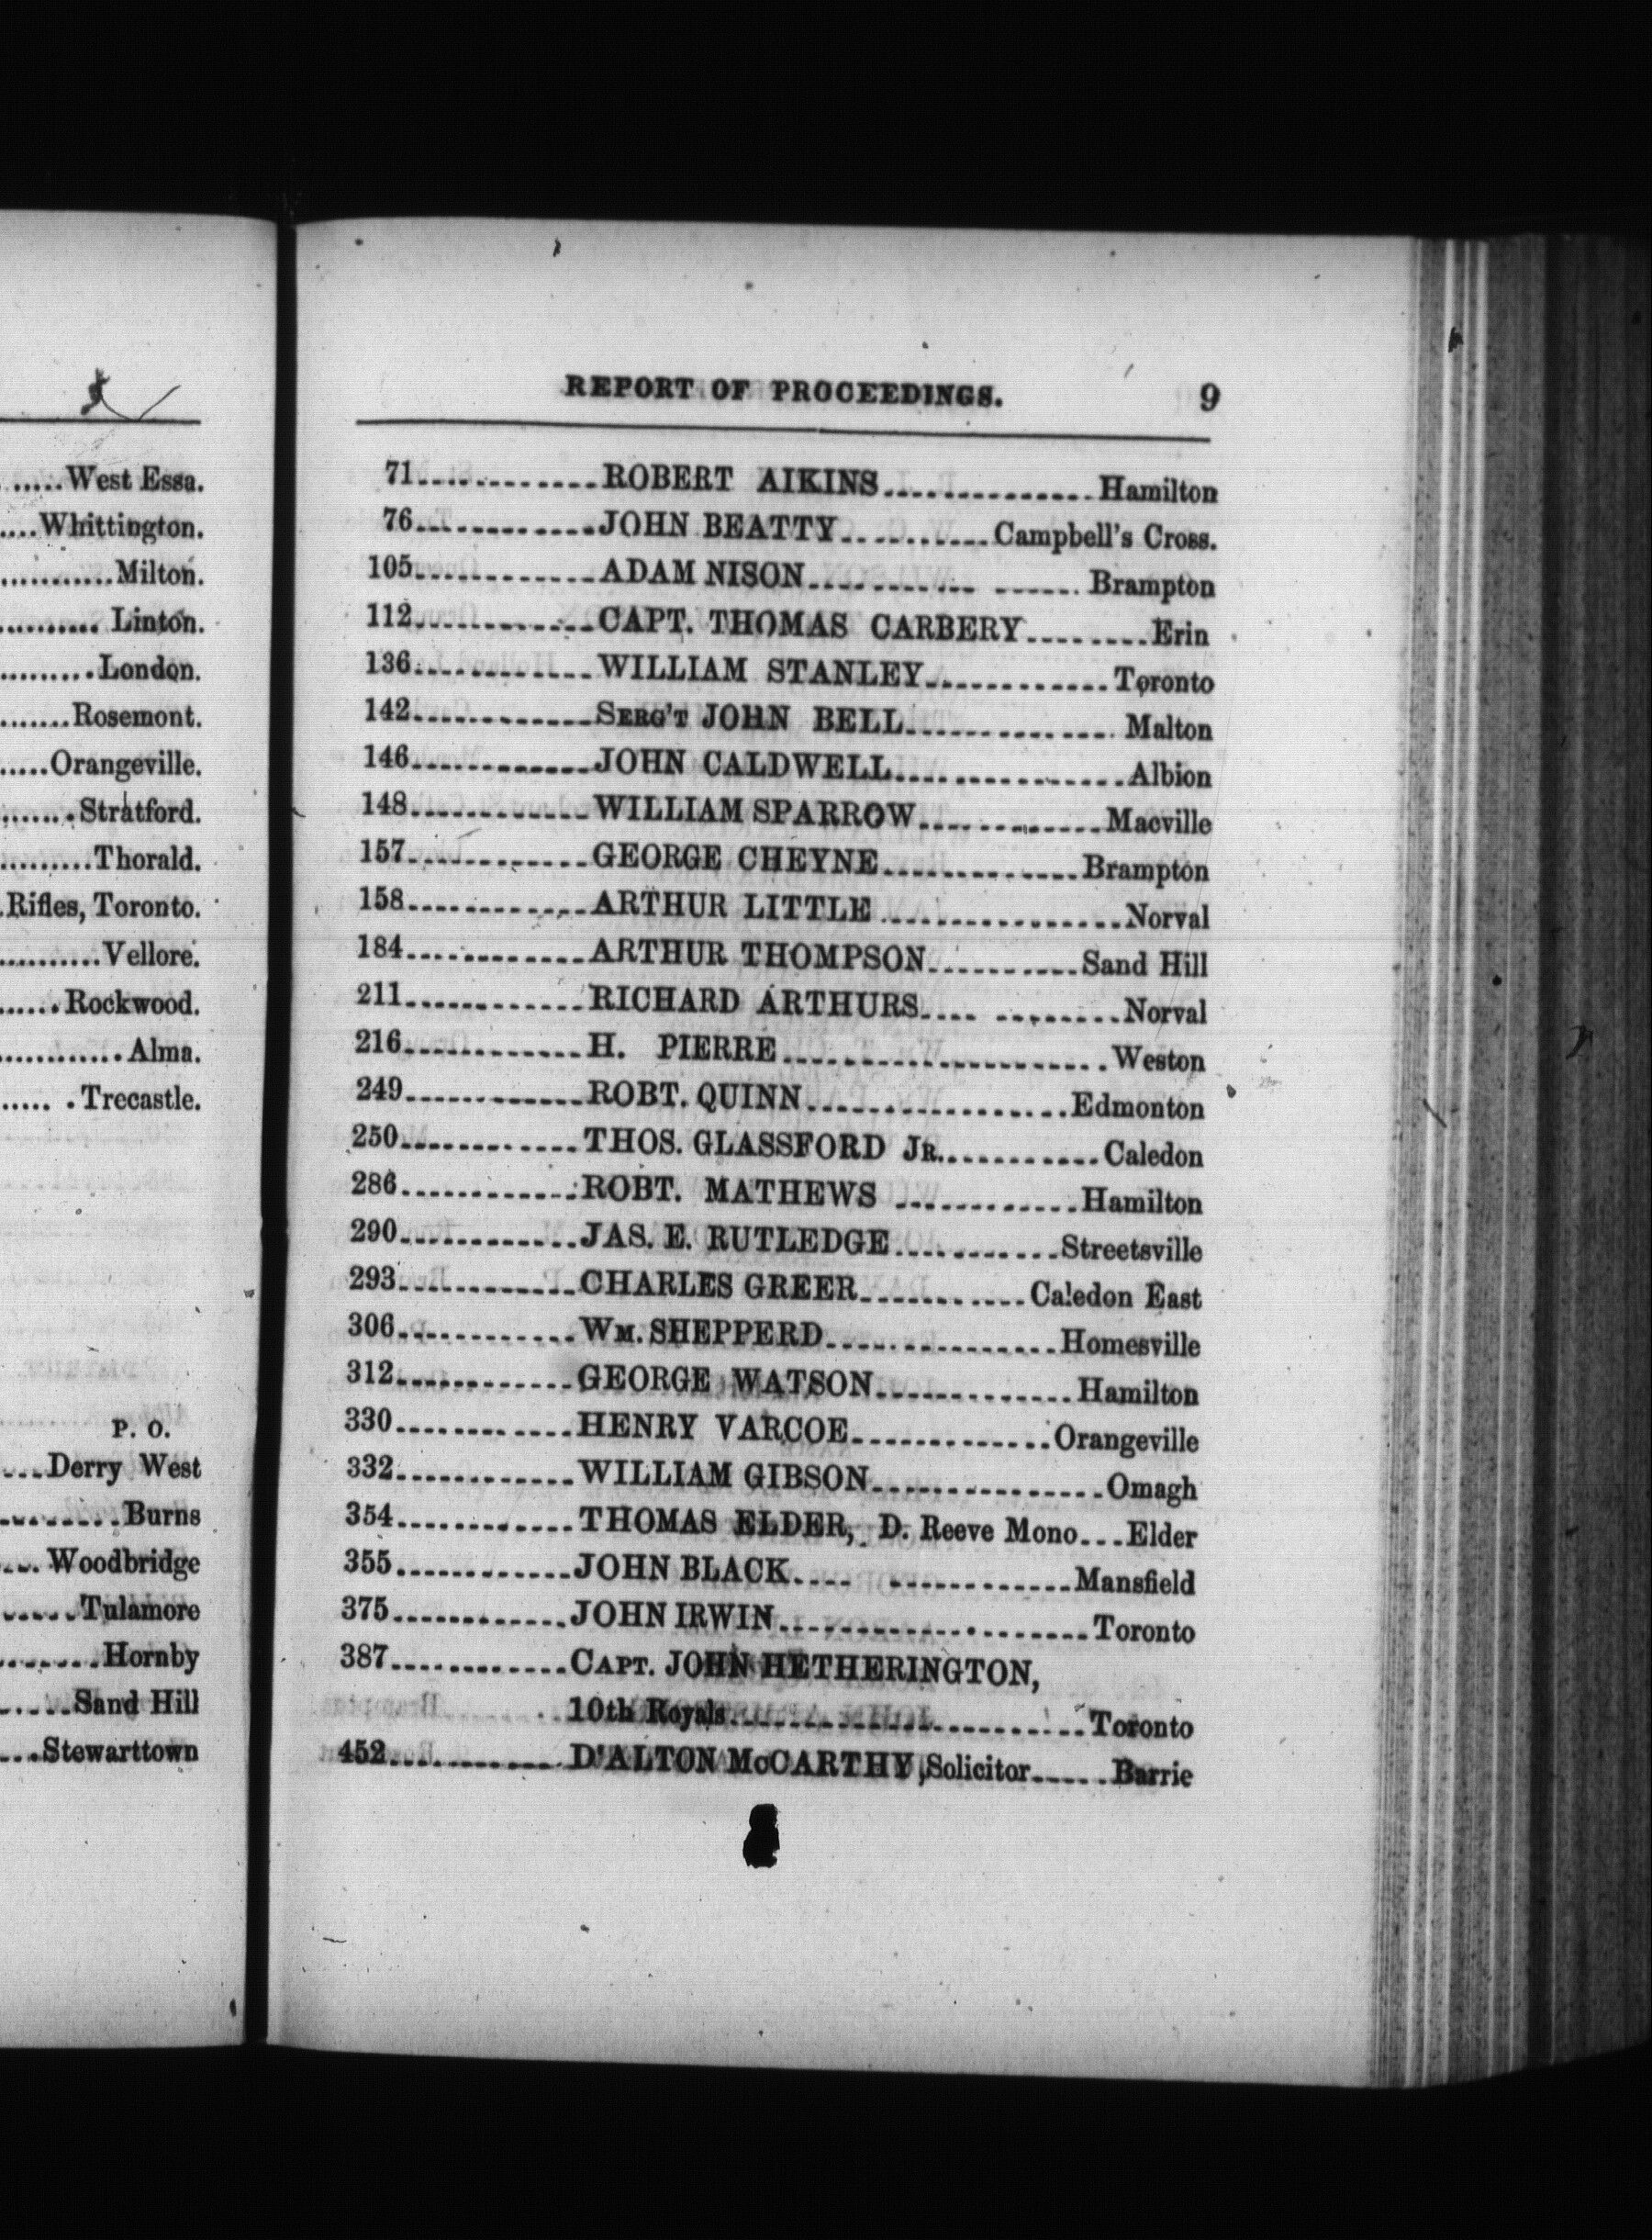 .....West Essa.
....Whittington.
...........Milton.
.......... Linton.
.........London.
.......Rosemont.
.....Orangeville.
.......Stratford.
.........Thorald.
.Rifles, Toronto.
..........Vellore.
......Rockwood.
............Alma.
..... .Trecastle.
P. O.
....Derry West
.........Burns
.... Woodbridge
......Tulamore
........Hornby
......Sand Hill
....Stewarttown
REPORT OF PROCEEDINGS. 9
71.............ROBERT AIKINS...............Hamilton
76.............JOHN BEATTY..........Campbell's Cross.
105.............ADAM NISON............ ......Brampton
112.............CAPT. THOMAS CARBERY........Erin
136.............WILLIAM STANLEY.............Toronto
142.............SERG'T JOHN BELL............... Malton
146.............JOHN CALDWELL................Albion
148.............WILLIAM SPARROW.............Macville
157.............GEORGE CHEYNE..............Brampton
158.............ARTHUR LITTLE.................Norval
184.............ARTHUR THOMPSON..........Sand Hill
211.............RICHARD ARTHURS.... .........Norval
216.............H. PIERRE.......................Weston
249.............ROBT. QUINN..................Edmonton
250.............THOS. GLASSFORD JR...........Caledon
286.............ROBT. MATHEWS .............Hamilton
290.............JAS. E. RUTLEDGE...........Streetsville
293.............CHARLES GREER............Caledon East
306.............WM. SHEPPERD................Homesville
312.............GEORGE WATSON..............Hamilton
330.............HENRY VARCOE..............Orangeville
332.............WILLIAM GIBSON................Omagh
354.............THOMAS ELDER, D. Reeve Mono...Elder
355.............JOHN BLACK.... .............Mansfield
375.............JOHN IRWIN......................Toronto
387.............CAPT. JOHN HETHERINGTON,
10th Royals.........................Toronto
452.............D'ALTON McCARTHY, Solicitor......Barrie